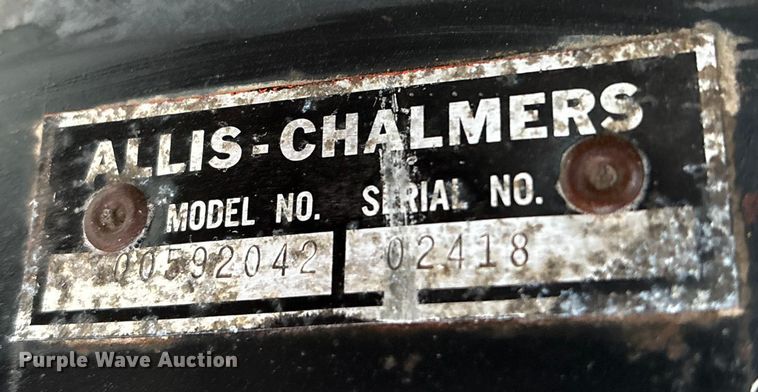 ALLIS-CHALMERS
MODEL NO. SERIAL NO.
00592042 02418
Purple Wave Auction